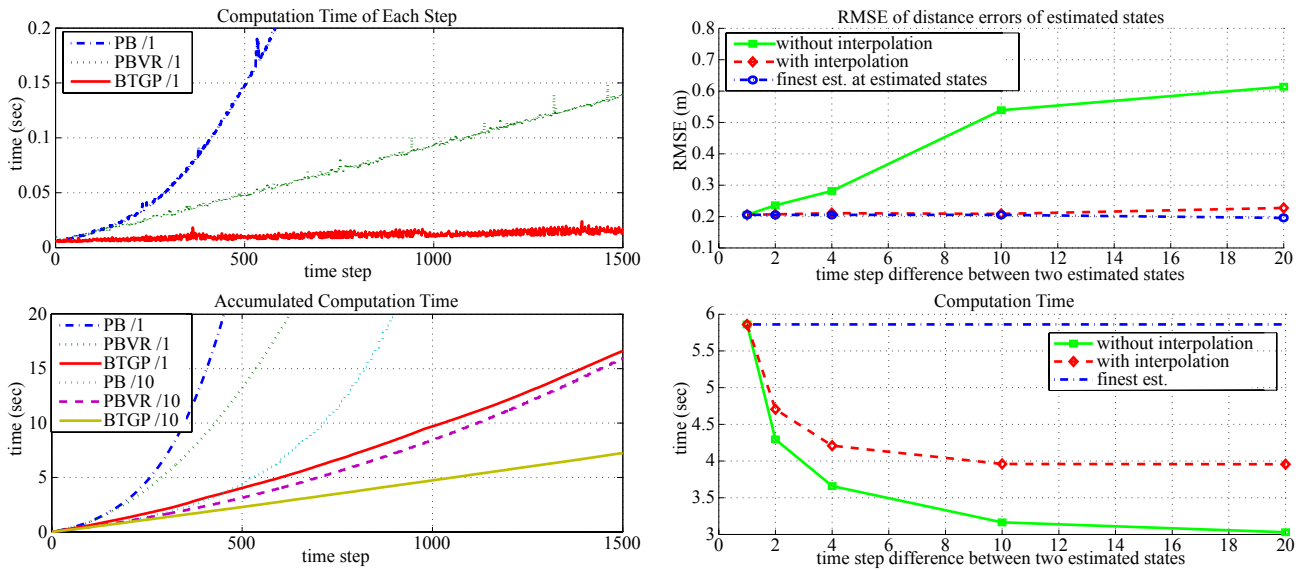 Computation Time of Each Step
0.2
0.15
0.1
0.05
0
time (sec)
PB /1
PBVR /1
BTGP /1
0
500
1000
1500
time step
RMSE of distance errors of estimated states
0.8
0.7
0.6
0.5
0.4
0.3
0.2
0.1
RMSE (m)
without interpolation
with interpolation
finest est. at estimated states
0
2
4
6
8
10
12
14
16
18
20
time step difference between two estimated states
Accumulated Computation Time
20
15
10
5
0
time (sec)
PB /1
PBVR /1
BTGP /1
PB /10
PBVR /10
BTGP /10
0
500
1000
1500
time step
Computation Time
6
5.5
5
4.5
4
3.5
3
time (sec)
without interpolation
with interpolation
finest est.
0
2
4
6
8
10
12
14
16
18
20
time step difference between two estimated states